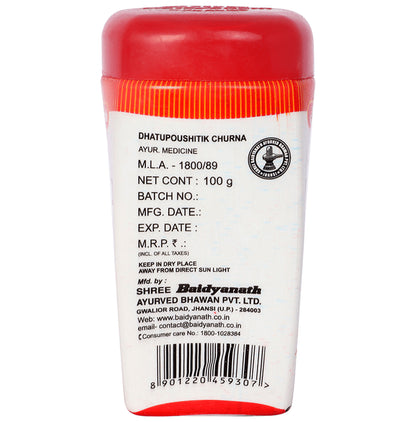 DHATUPOUSHTIK CHURNA
AYUR. MEDICINE
M.L.A. - 1800/89
NET CONT : 100 g
BATCH NO.:
MFG. DATE.:
EXP. DATE :
M.R.P. ₹ .:
(INCL. OF ALL TAXES)
KEEP IN DRY PLACE
AWAY FROM DIRECT SUN LIGHT
Mfd. by :
SHREE Baidyanath
AYURVED BHAWAN PVT. LTD.
GWALIOR ROAD, JHANSI (U.P.) - 284003
Web: www.baidyanath.co.in
email- contact@baidyanath.co.in
Consumer care No.: 1800-1028384
8 901220 459307 >